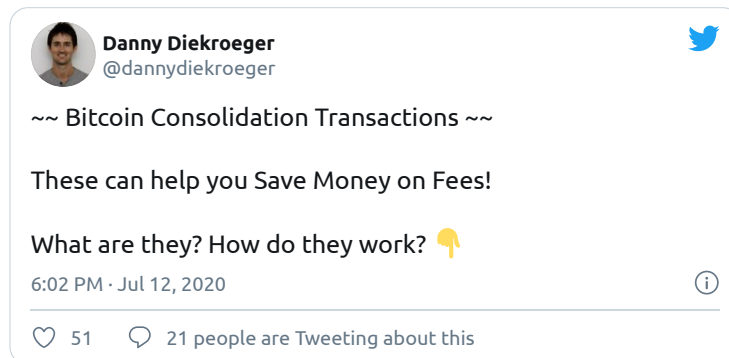 Danny Diekroeger
@dannydiekroeger
~~ Bitcoin Consolidation Transactions ~~
These can help you Save Money on Fees!
What are they? How do they work? 👇
6:02 PM · Jul 12, 2020
51 21 people are Tweeting about this